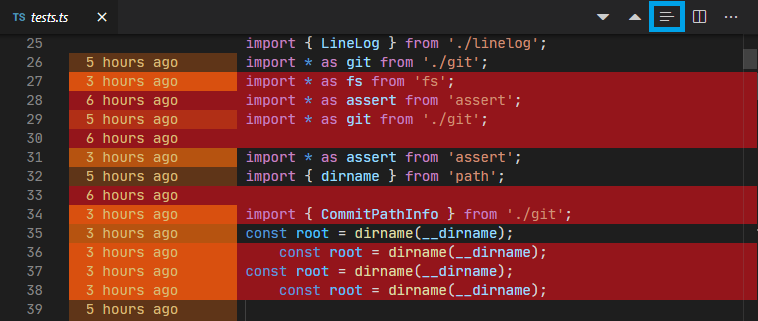 TS tests.ts ×
25 import { LineLog } from './linelog';
26 5 hours ago import * as git from './git';
27 3 hours ago import * as fs from 'fs';
28 6 hours ago import * as assert from 'assert';
29 5 hours ago import * as git from './git';
30 6 hours ago
31 3 hours ago import * as assert from 'assert';
32 5 hours ago import { dirname } from 'path';
33 6 hours ago
34 3 hours ago import { CommitPathInfo } from './git';
35 3 hours ago const root = dirname(__dirname);
36 3 hours ago     const root = dirname(__dirname);
37 3 hours ago const root = dirname(__dirname);
38 3 hours ago     const root = dirname(__dirname);
39 5 hours ago